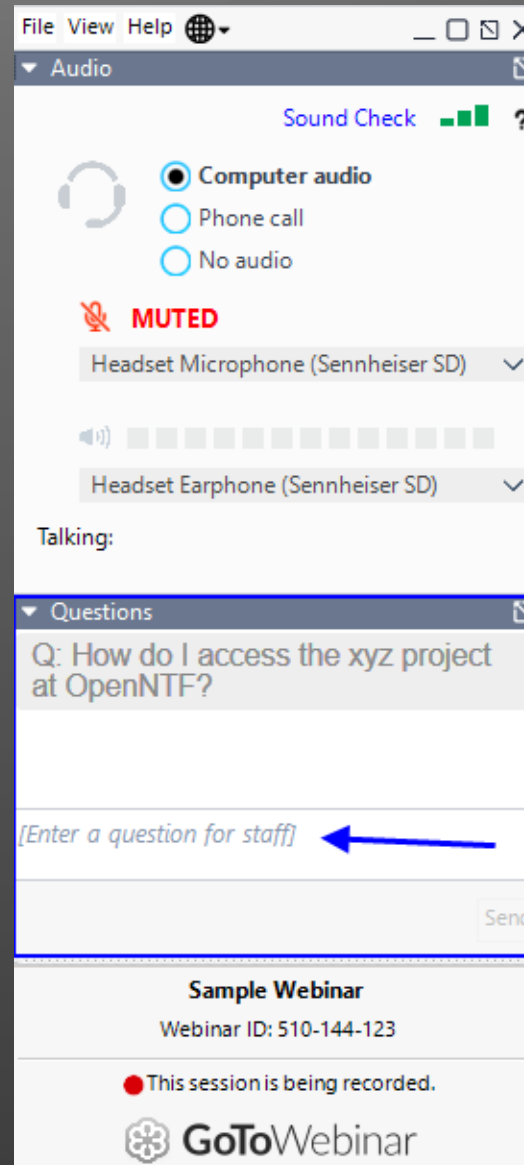 File View Help
Audio
Sound Check ?
Computer audio
Phone call
No audio
MUTED
Headset Microphone (Sennheiser SD)
Headset Earphone (Sennheiser SD)
Talking:
Questions
Q: How do I access the xyz project
at OpenNTF?
[Enter a question for staff]
Send
Sample Webinar
Webinar ID: 510-144-123
This session is being recorded.
GoToWebinar